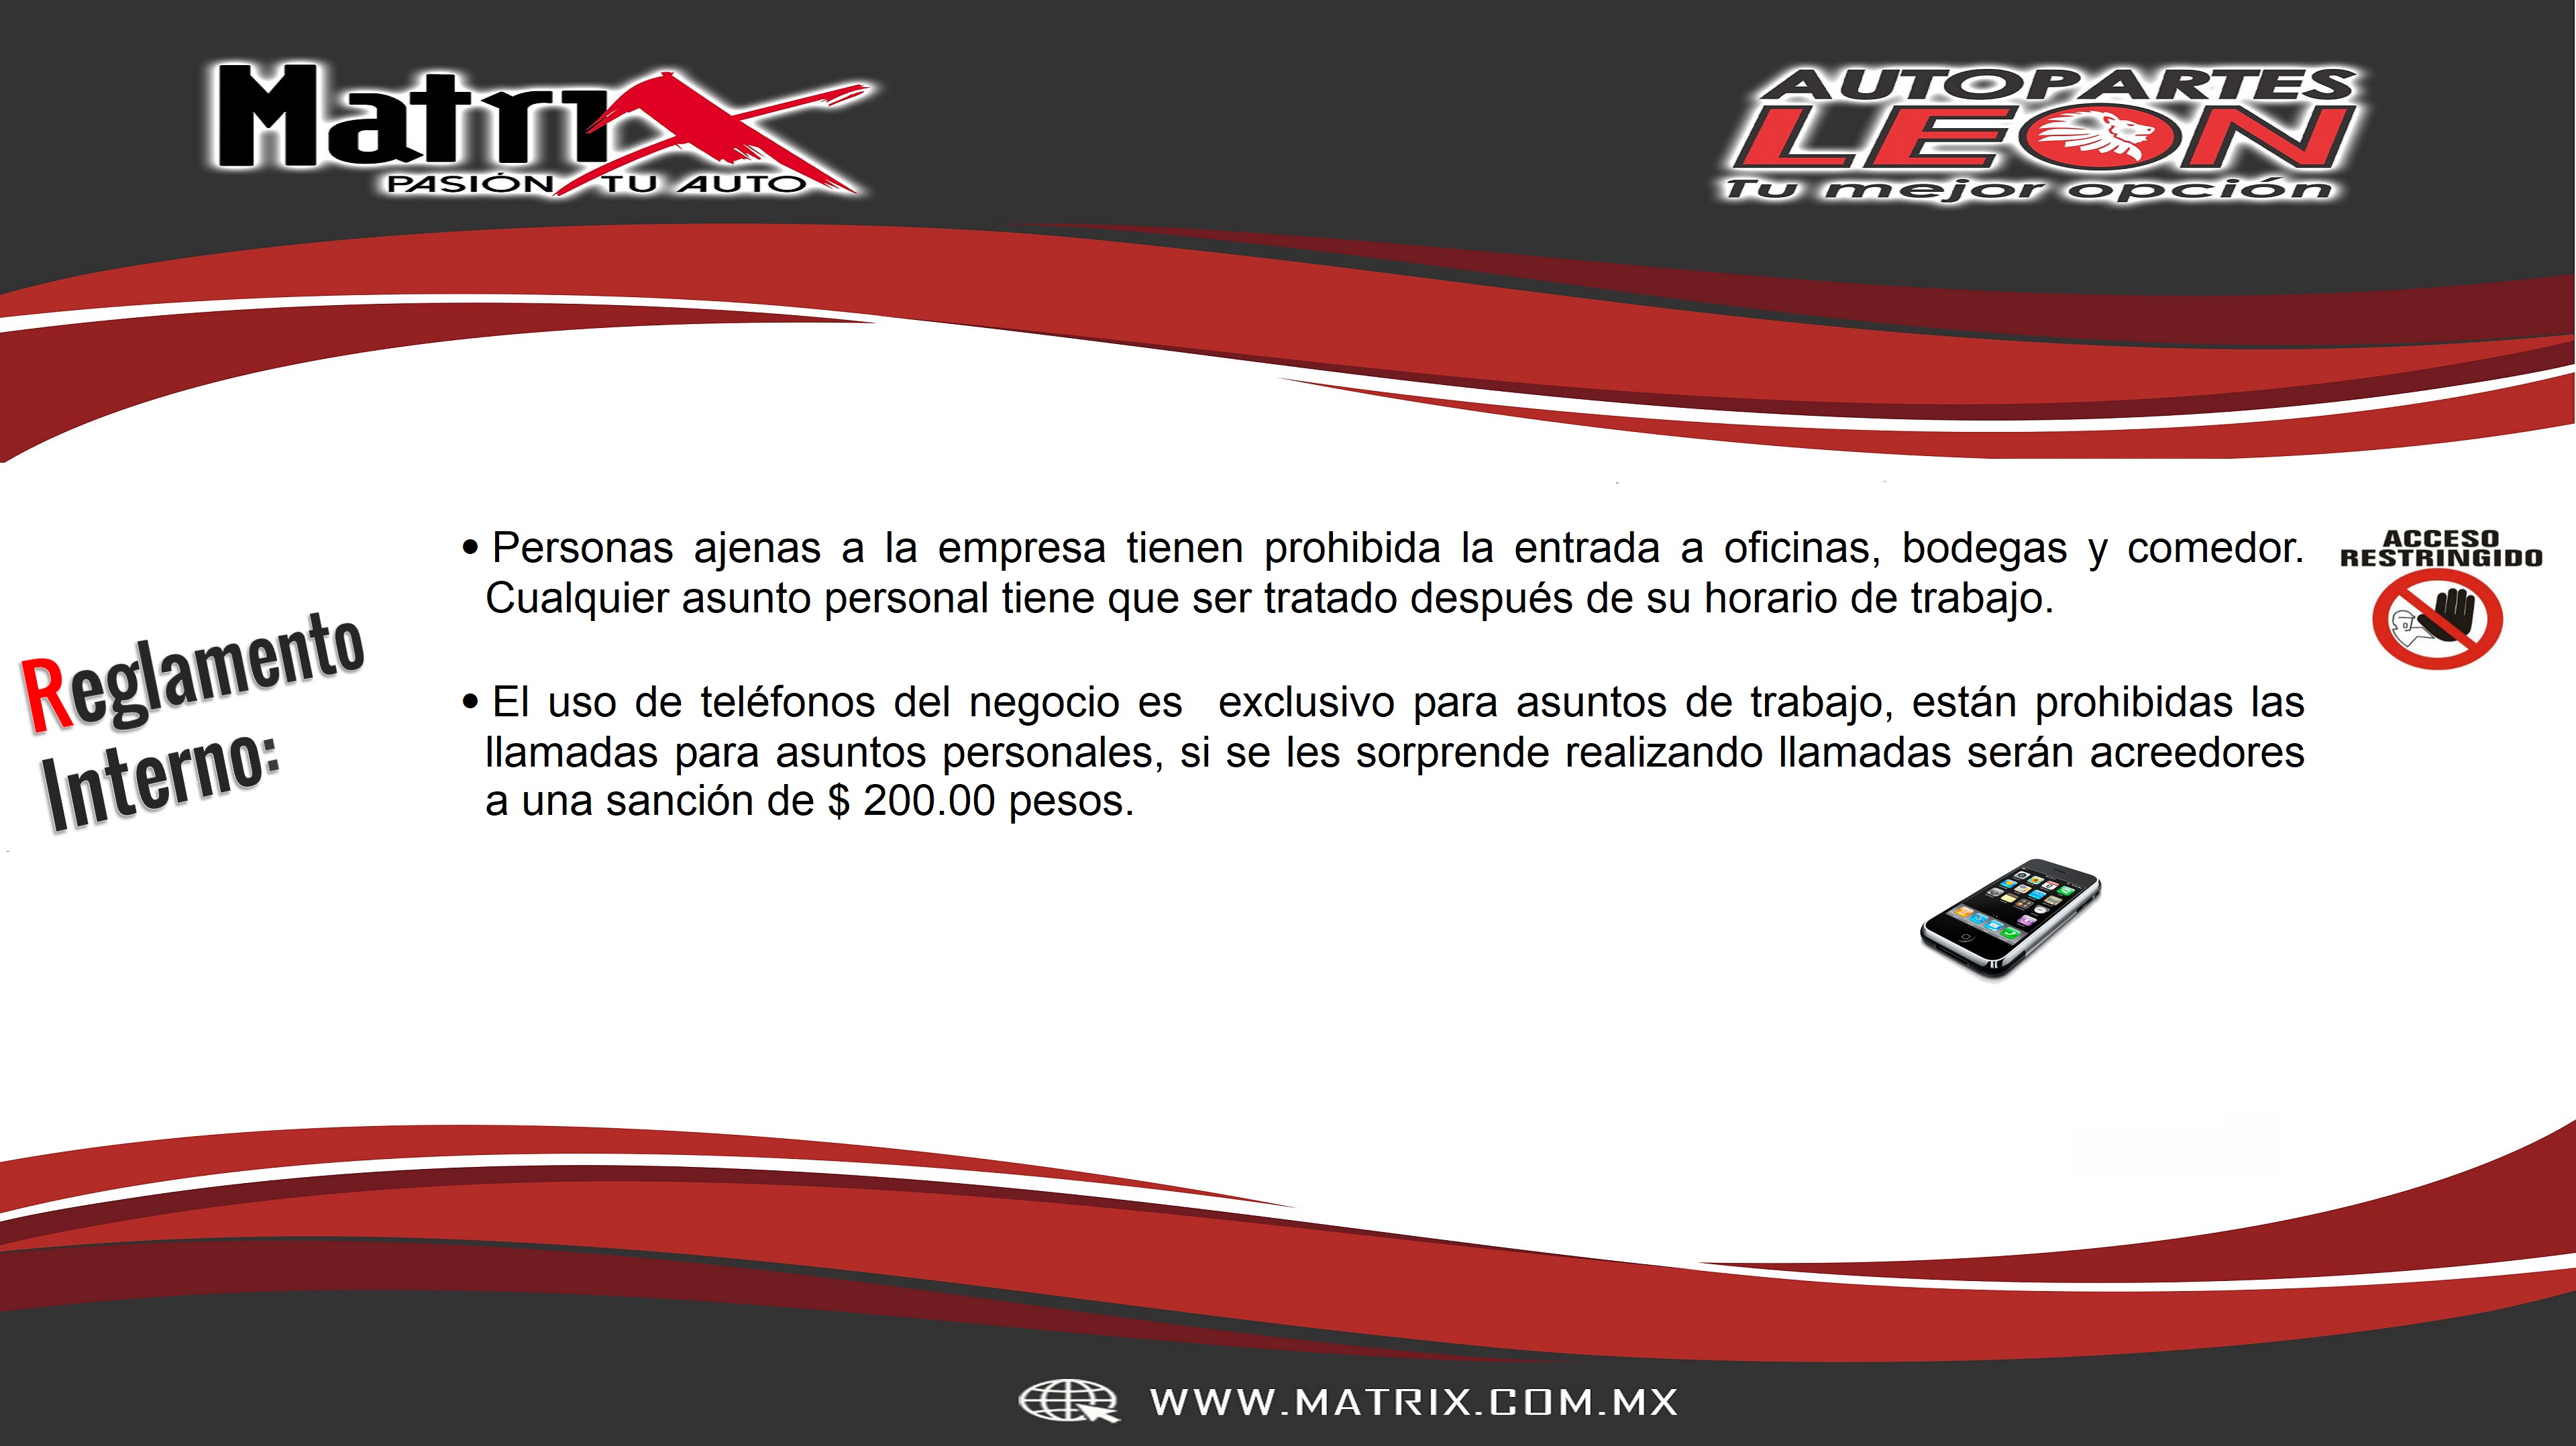 Matrix
PASIÓN TU AUTO
AUTOPARTES
LEON
Tu mejor opción
• Personas ajenas a la empresa tienen prohibida la entrada a oficinas, bodegas y comedor.
Cualquier asunto personal tiene que ser tratado después de su horario de trabajo.
ACCESO
RESTRINGIDO
Reglamento
Interno:
• El uso de teléfonos del negocio es  exclusivo para asuntos de trabajo, están prohibidas las
llamadas para asuntos personales, si se les sorprende realizando llamadas serán acreedores
a una sanción de $ 200.00 pesos.
WWW.MATRIX.COM.MX